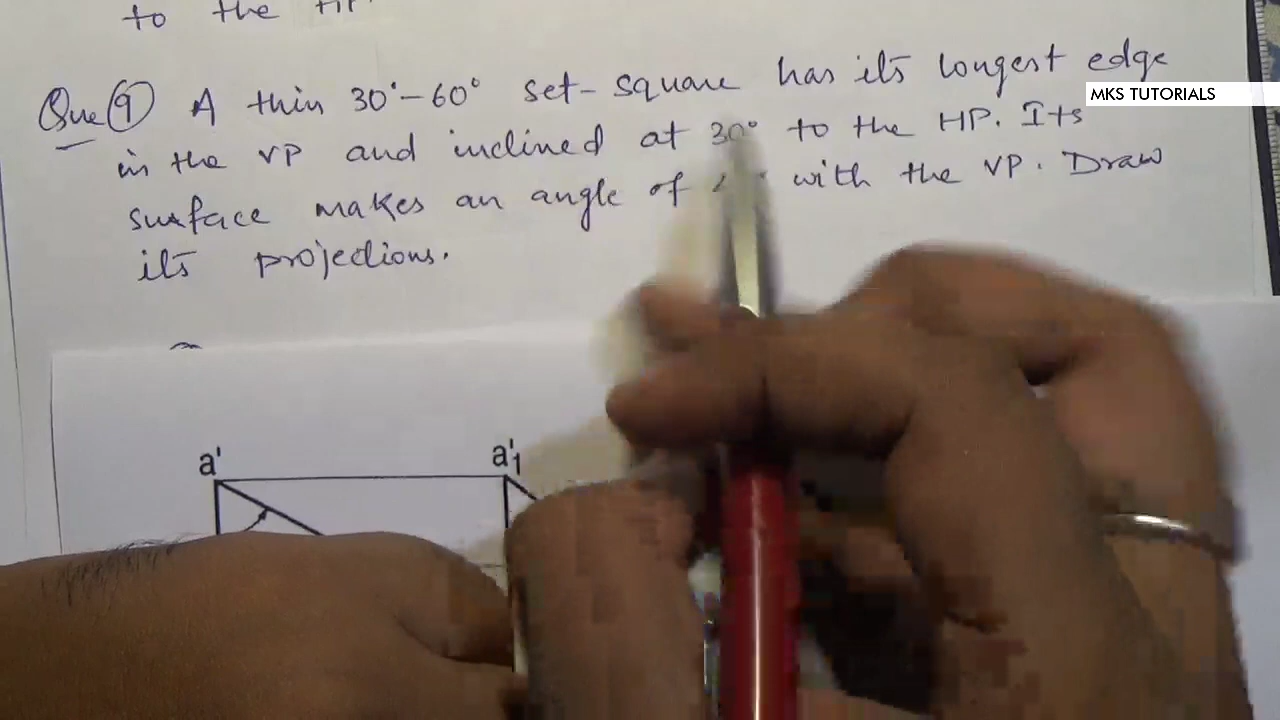 to the HP.
Que 9 A thin 30°-60° set-square has its longest edge
MKS TUTORIALS
in the VP and inclined at 30° to the HP. Its
surface makes an angle of with the VP. Draw
its projections.
a' a'1